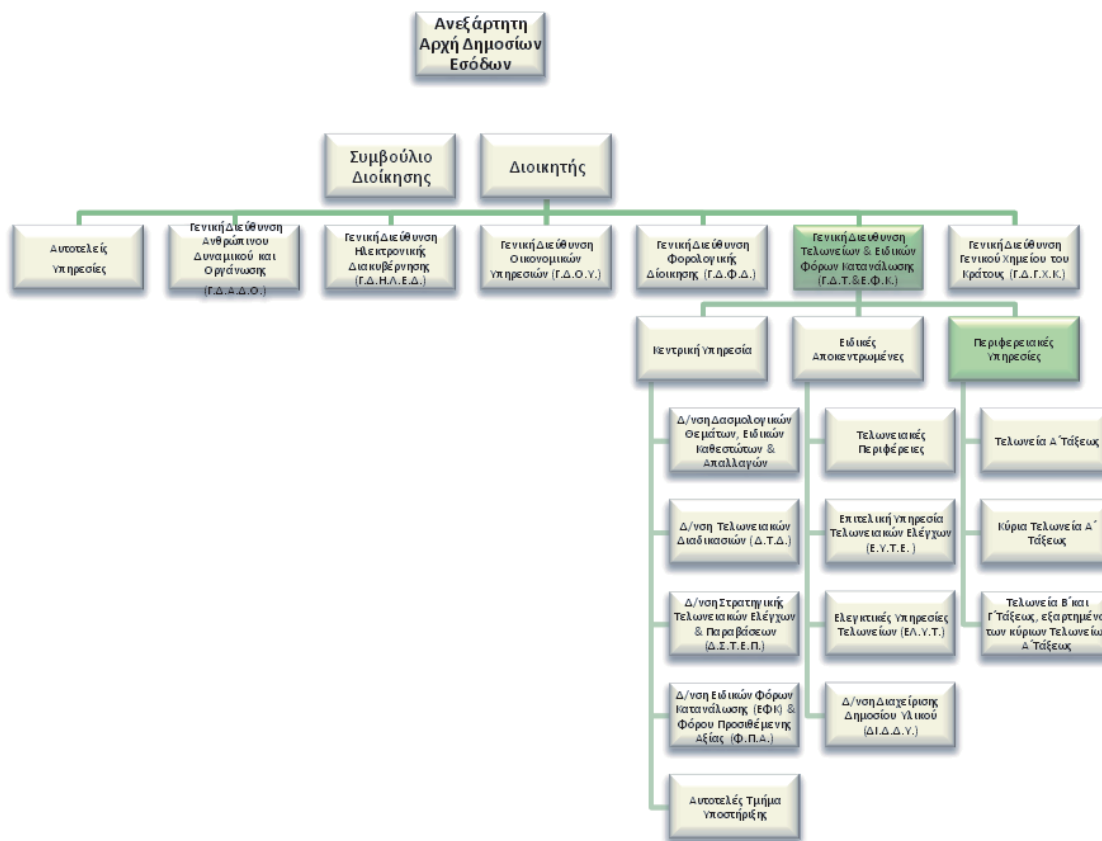 Ανεξάρτητη
Αρχή Δημοσίων
Εσόδων
Συμβούλιο
Διοίκησης
Διοικητής
Αυτοτελείς
Υπηρεσίες
Γενική Διεύθυνση
Ανθρώπινου
Δυναμικού και
Οργάνωσης
(Γ.Δ.Α.Δ.Ο.)
Γενική Διεύθυνση
Ηλεκτρονικής
Διακυβέρνησης
(Γ.Δ.Η.Λ.Ε.Δ.)
Γενική Διεύθυνση
Οικονομικών
Υπηρεσιών (Γ.Δ.Ο.Υ.)
Γενική Διεύθυνση
Φορολογικής
Δίοικησης (Γ.Δ.Φ.Δ.)
Γενική Διευθυνση
Τελωνείων & Ειδικών
Φόρων Κατανάλωσης
(Γ.Δ.Τ.&Ε.Φ.Κ.)
Γενική Διεύθυνση
Γενικού Χημείου του
Κράτους (Γ.Δ.Γ.Χ.Κ.)
Κεντρική Υπηρεσία
Ειδικές
Αποκεντρωμένες
Περιφερειακές
Υπηρεσίες
Δ/νση Δασμολογικών
Θεμάτων, Ειδικών
Καθεστώτων &
Απαλλαγών
Δ/νση Τελωνειακών
Διαδικασιών (Δ.Τ.Δ.)
Δ/νση Στρατηγικής
Τελωνειακών Ελέγχων
& Παραβάσεων
(Δ.Σ.Τ.Ε.Π.)
Δ/νση Ειδικών Φόρων
Κατανάλωσης (ΕΦΚ) &
Φόρου Προσιθέμενης
Αξίας (Φ.Π.Α.)
Αυτοτελές Τμήμα
Υποστήριξης
Τελωνειακές
Περιφέρειες
Επιτελική Υπηρεσία
Τελωνειακών Ελέγχων
(Ε.Υ.Τ.Ε.)
Ελεγκτικές Υπηρεσίες
Τελωνείων (ΕΛ.Υ.Τ.)
Δ/νση Διαχείρισης
Δημοσίου Υλικού
(ΔΙ.Δ.Δ.Υ.)
Τελωνεία Α΄Τάξεως
Κύρια Τελωνεία Α΄
Τάξεως
Τελωνεία Β΄και
Γ΄Τάξεως, εξαρτημένα
των κύριων Τελωνείων
Α΄Τάξεως